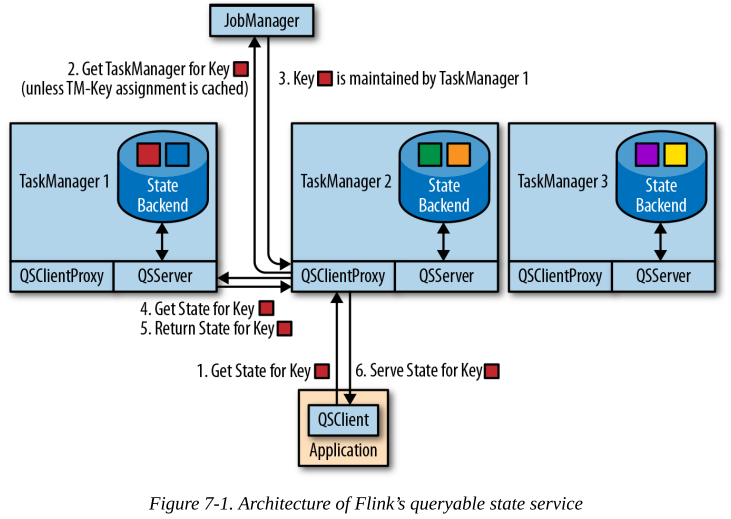 JobManager
2. Get TaskManager for Key
(unless TM-Key assignment is cached)
3. Key is maintained by TaskManager 1
TaskManager 1
State
Backend
QSClientProxy
QSServer
TaskManager 2
State
Backend
QSClientProxy
QSServer
TaskManager 3
State
Backend
QSClientProxy
QSServer
4. Get State for Key
5. Return State for Key
1. Get State for Key
6. Serve State for Key
QSClient
Application
Figure 7-1. Architecture of Flink’s queryable state service